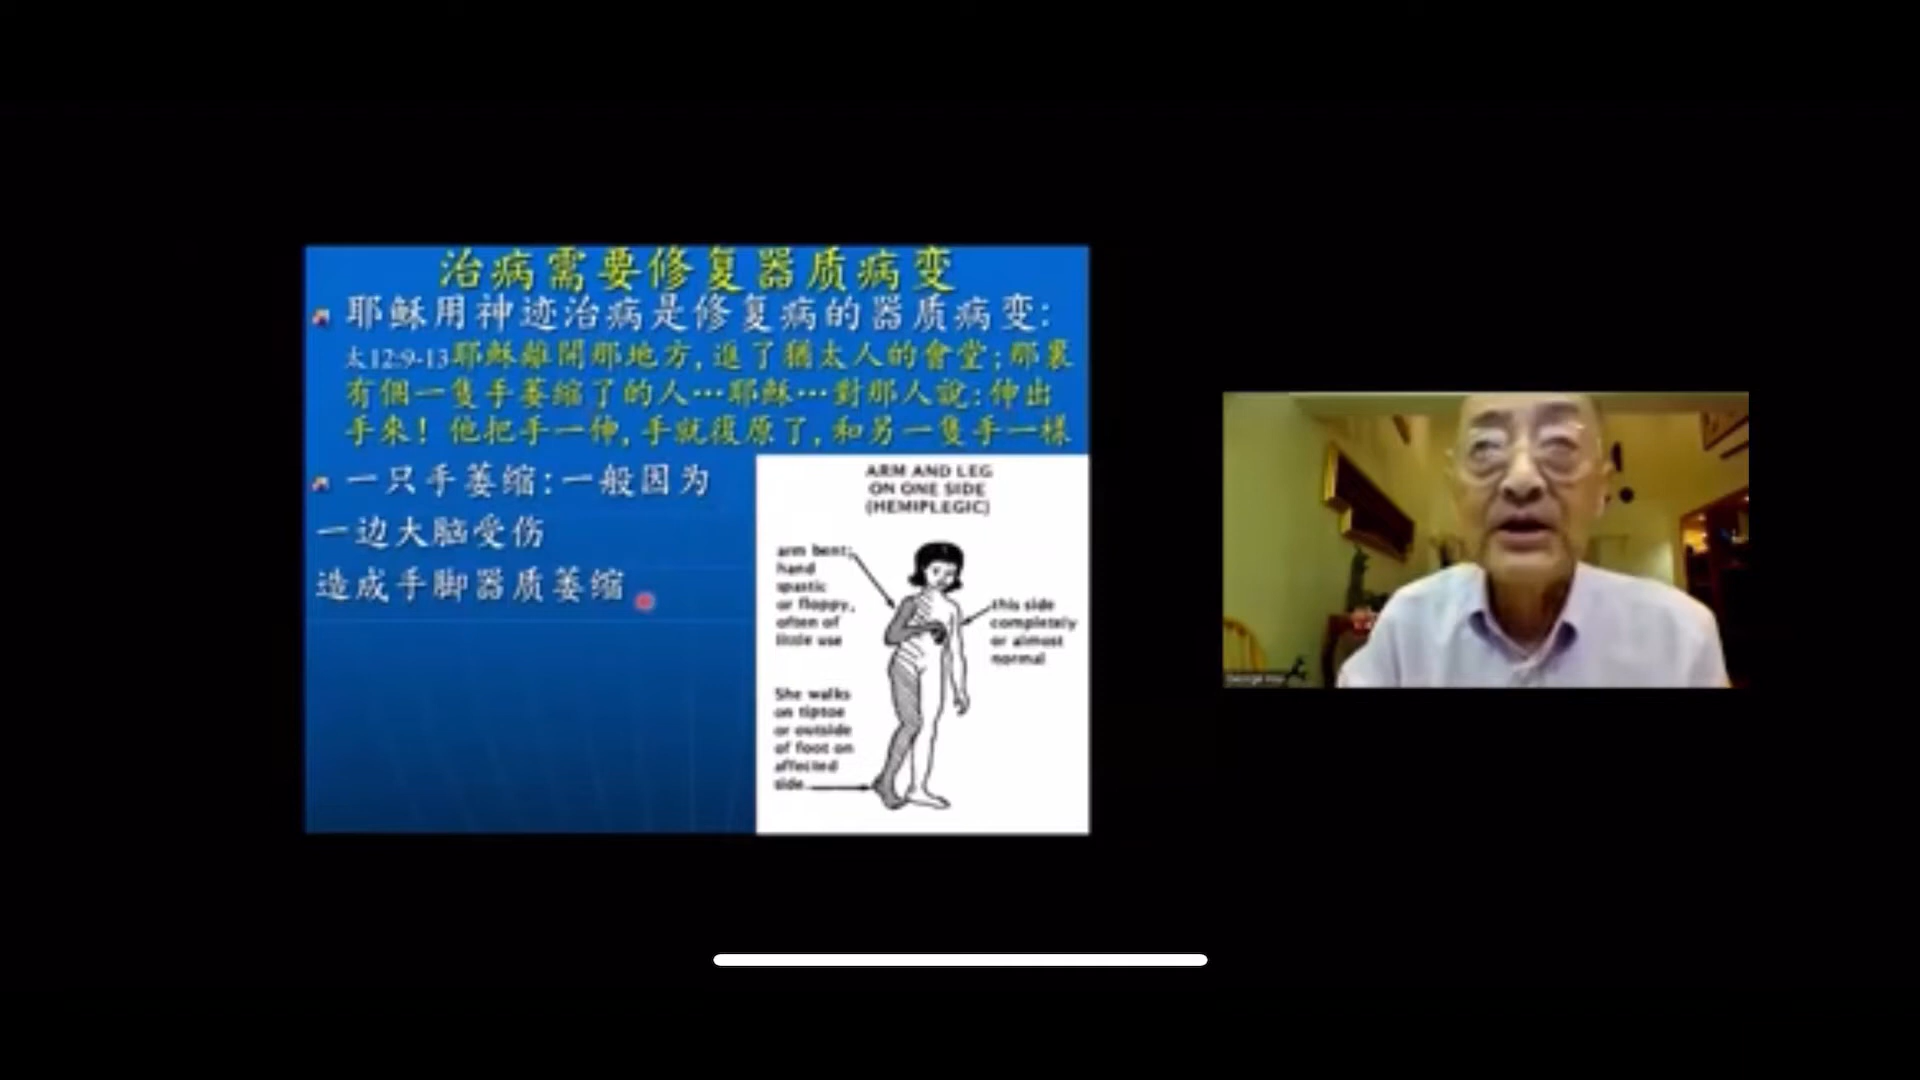 治病需要修复器质病变
耶稣用神迹治病是修复病的器质病变:
太12:9-13耶穌離開那地方,進了猶太人的會堂;那裏
有個一隻手萎縮了的人…耶穌…對那人說:伸出
手來! 他把手一伸,手就復原了,和另一隻手一樣
一只手萎缩:一般因为
一边大脑受伤
造成手脚器质萎缩
ARM AND LEG
ON ONE SIDE
(HEMIPLEGIC)
arm bent;
hand
spastic
or floppy,
often of
little use
this side
completely
or almost
normal
She walks
on tiptoe
or outside
of foot on
affected
side.
George